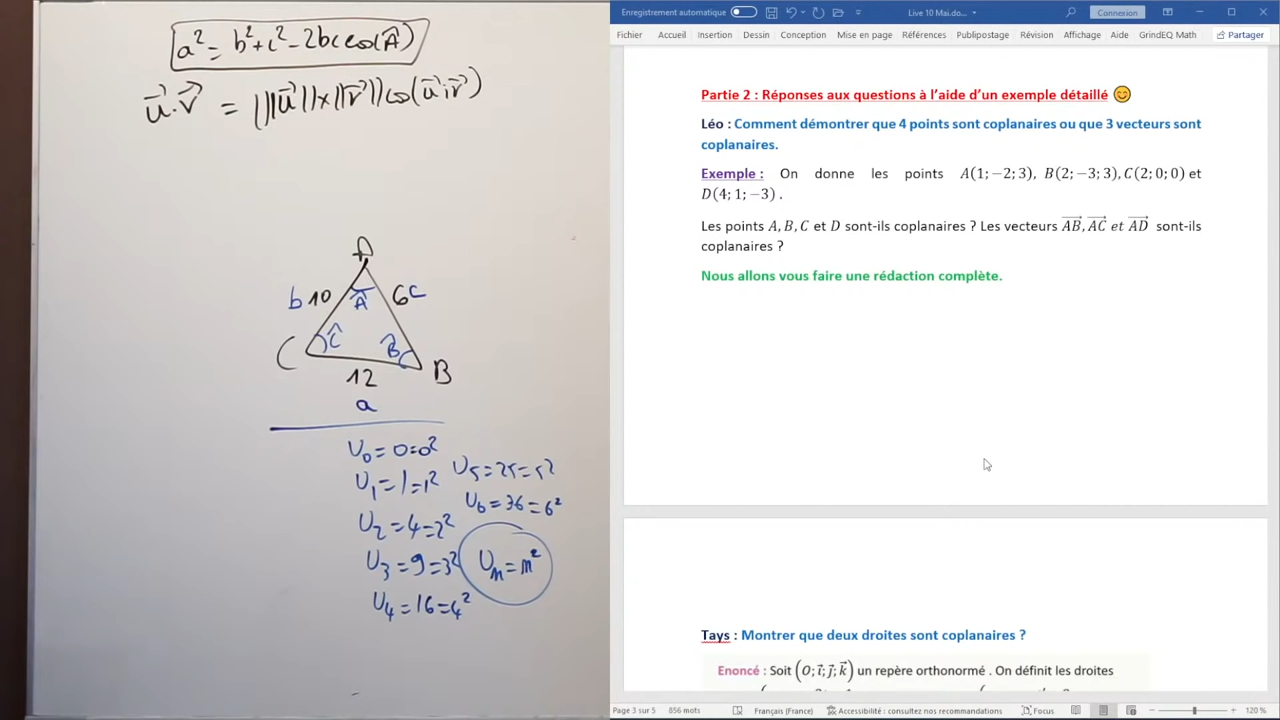 a² = b² + c² - 2bc cos(Â)
u⃗.v⃗ = ||u⃗|| × ||v⃗|| cos(u⃗;v⃗)
A
b 10 Â 6 c
C Ĉ B̂ B
12
a
U₀ = 0 = 0²
U₁ = 1 = 1²
U₂ = 4 = 2²
U₃ = 9 = 3²
U₄ = 16 = 4²
U₅ = 25 = 5²
U₆ = 36 = 6²
Uₙ = n²
Enregistrement automatique Live 10 Mai.do... Connexion
Fichier Accueil Insertion Dessin Conception Mise en page Références Publipostage Révision Affichage Aide GrindEQ Math Partager
Partie 2 : Réponses aux questions à l’aide d’un exemple détaillé 😊
Léo : Comment démontrer que 4 points sont coplanaires ou que 3 vecteurs sont
coplanaires.
Exemple : On donne les points A(1; −2; 3), B(2; −3; 3), C(2; 0; 0) et
D(4; 1; −3) .
Les points A, B, C et D sont-ils coplanaires ? Les vecteurs AB, AC et AD sont-ils
coplanaires ?
Nous allons vous faire une rédaction complète.
Tays : Montrer que deux droites sont coplanaires ?
Enoncé : Soit (O; i⃗; j⃗; k⃗) un repère orthonormé . On définit les droites
Page 3 sur 5 856 mots Français (France) Accessibilité : consultez nos recommandations Focus 120 %